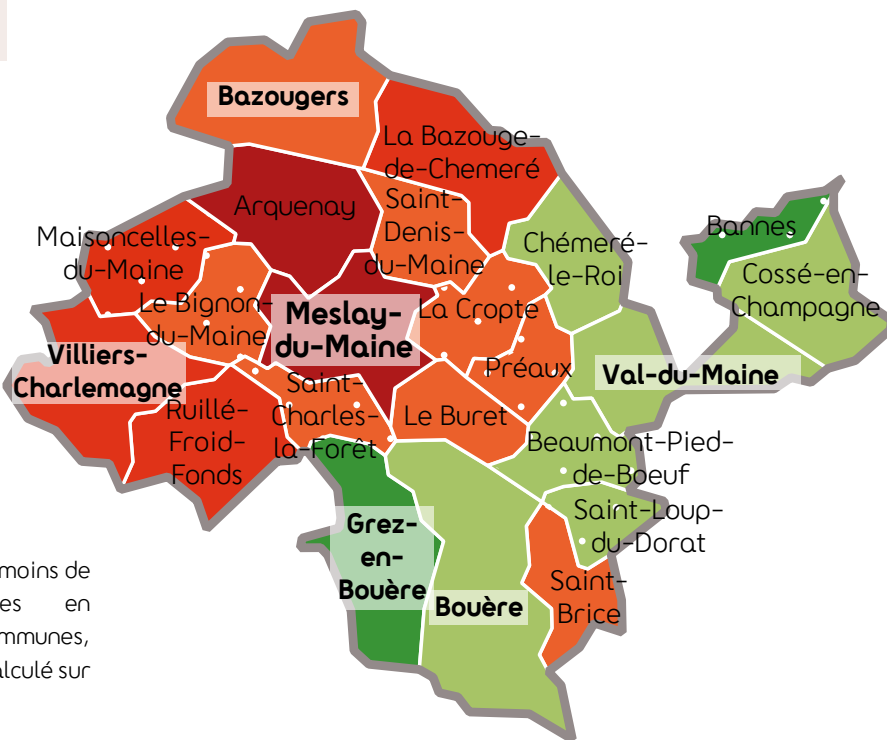 Bazougers
La Bazouge-
de-Chemeré
Arquenay
Saint-
Denis-
du-Maine
Maisoncelles-
du-Maine
Chémeré-
le-Roi
Bannes
Cossé-en-
Champagne
Le Bignon-
du-Maine
Meslay-
du-Maine
La Cropte
Villiers-
Charlemagne
Préaux
Val-du-Maine
Saint-
Charles-
la-Forêt
Le Buret
Ruillé-
Froid-
Fonds
Beaumont-Pied-
de-Boeuf
Saint-Loup-
du-Dorat
Grez-
en-
Bouère
Bouère
Saint-
Brice
moins de
es en
mmunes,
alculé sur